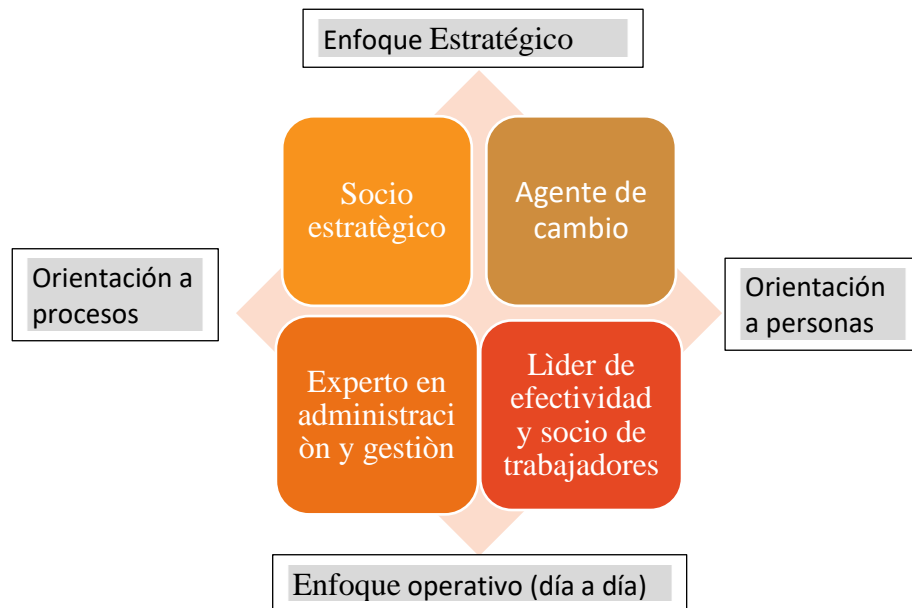 Enfoque Estratégico
Socio
estratègico
Agente de
cambio
Orientación a
procesos
Orientación
a personas
Experto en
administraci
òn y gestiòn
Lìder de
efectividad
y socio de
trabajadores
Enfoque operativo (día a día)